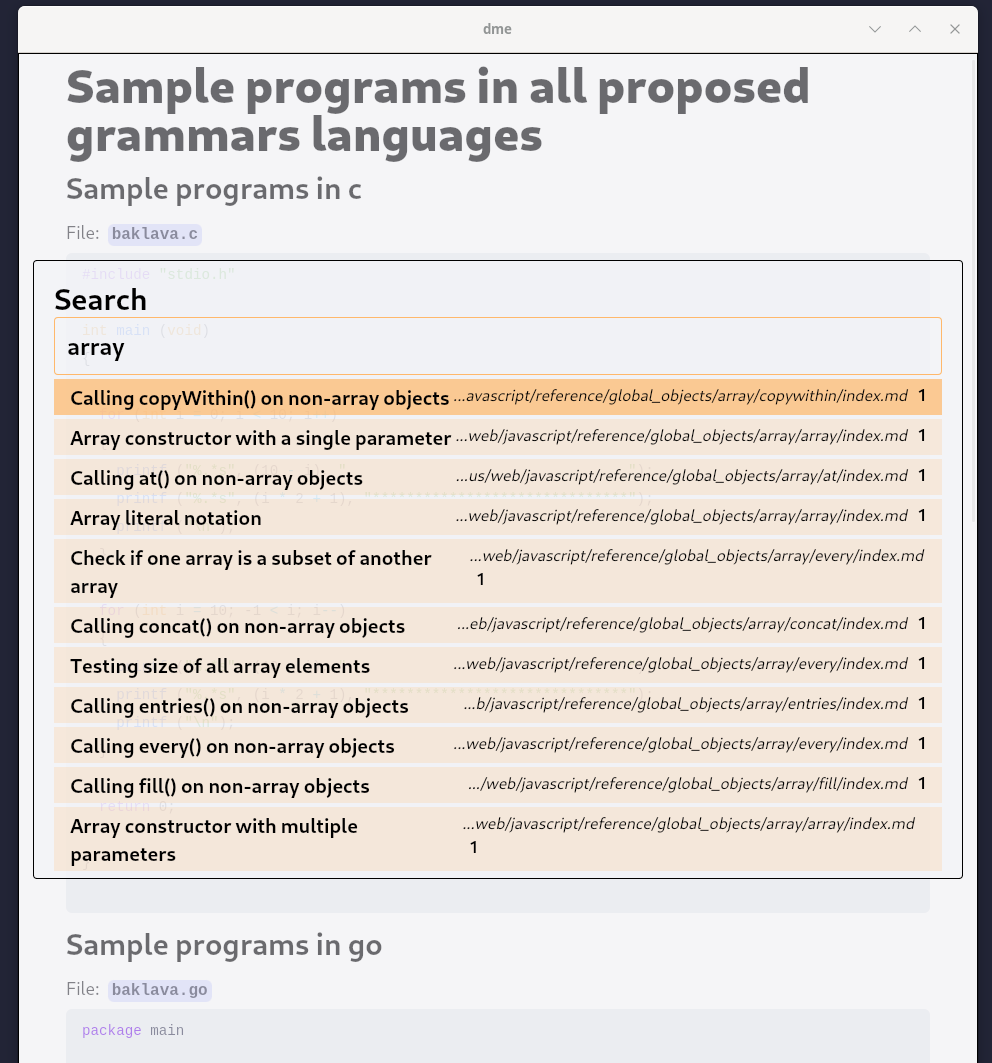 dme
Sample programs in all proposed
grammars languages
Sample programs in c
File: baklava.c
#include "stdio.h"
Search
int main (void)
array
Calling copyWithin() on non-array objects ...avascript/reference/global_objects/array/copywithin/index.md 1
Array constructor with a single parameter ...web/javascript/reference/global_objects/array/array/index.md 1
Calling at() on non-array objects ...us/web/javascript/reference/global_objects/array/at/index.md 1
Array literal notation ...web/javascript/reference/global_objects/array/array/index.md 1
Check if one array is a subset of another ...web/javascript/reference/global_objects/array/every/index.md
array 1
for (int i = 10; -1 < i; i--)
Calling concat() on non-array objects ...eb/javascript/reference/global_objects/array/concat/index.md 1
Testing size of all array elements ...web/javascript/reference/global_objects/array/every/index.md 1
Calling entries() on non-array objects ...b/javascript/reference/global_objects/array/entries/index.md 1
Calling every() on non-array objects ...web/javascript/reference/global_objects/array/every/index.md 1
Calling fill() on non-array objects .../web/javascript/reference/global_objects/array/fill/index.md 1
return 0;
Array constructor with multiple ...web/javascript/reference/global_objects/array/array/index.md
parameters 1
Sample programs in go
File: baklava.go
package main